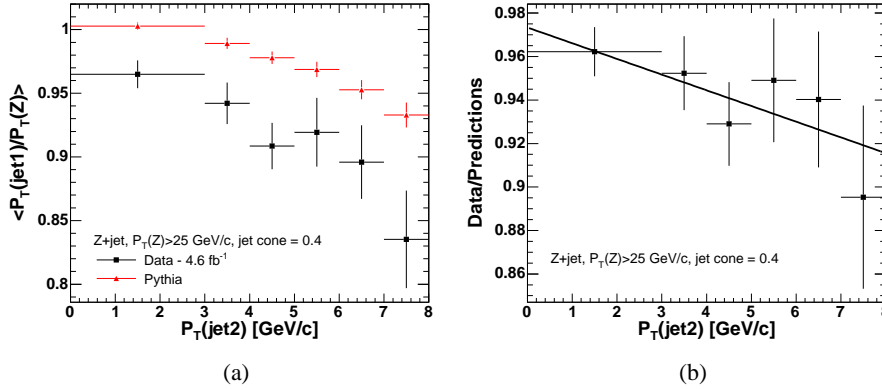 <P_T(jet1)/P_T(Z)>
1
0.95
0.9
0.85
0.8
Z+jet, P_T(Z)>25 GeV/c, jet cone = 0.4
Data - 4.6 fb⁻¹
Pythia
0 1 2 3 4 5 6 7 8
P_T(jet2) [GeV/c]
(a)
Data/Predictions
0.98
0.96
0.94
0.92
0.9
0.88
0.86
Z+jet, P_T(Z)>25 GeV/c, jet cone = 0.4
0 1 2 3 4 5 6 7 8
P_T(jet2) [GeV/c]
(b)